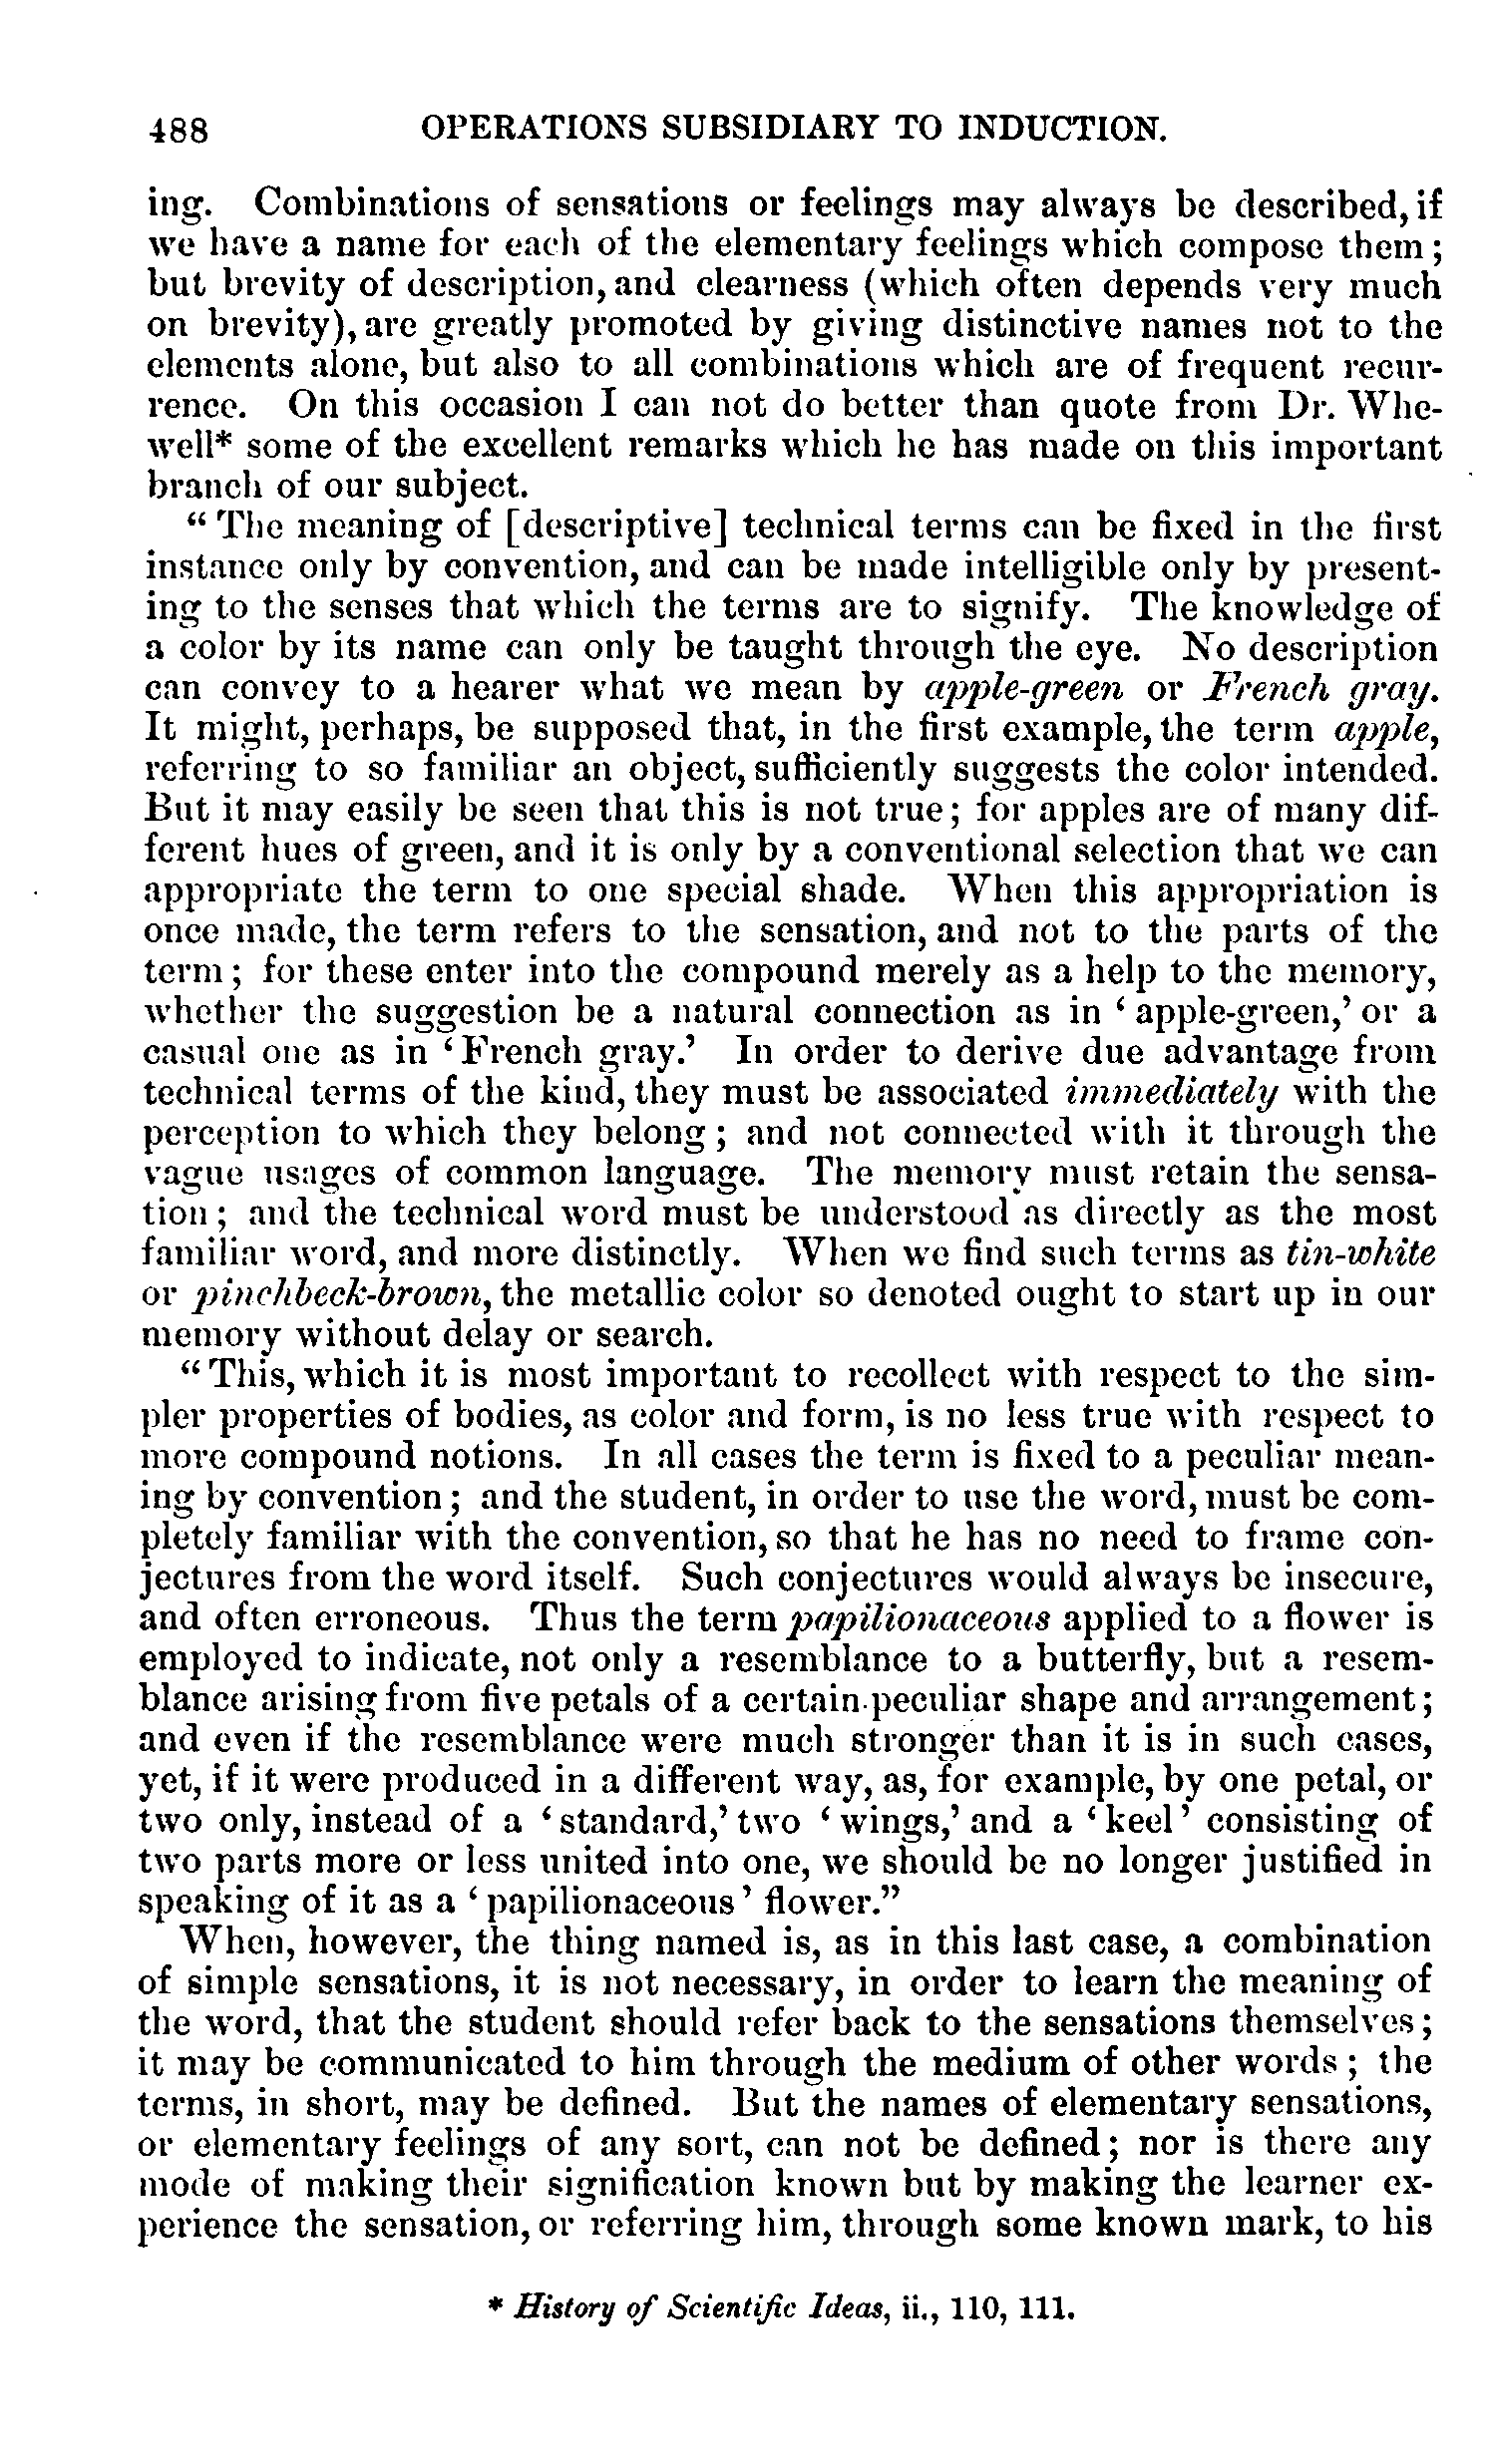 488 OPERATIONS SUBSIDIARY TO INDUCTION.
ing. Combinations of sensations or feelings may always be described, if
we have a name for each of the elementary feelings which compose them;
but brevity of description, and clearness (which often depends very much
on brevity), are greatly promoted by giving distinctive names not to the
elements alone, but also to all combinations which are of frequent recur-
rence. On this occasion I can not do better than quote from Dr. Whe-
well* some of the excellent remarks which he has made on this important
branch of our subject.
“The meaning of [descriptive] technical terms can be fixed in the first
instance only by convention, and can be made intelligible only by present-
ing to the senses that which the terms are to signify. The knowledge of
a color by its name can only be taught through the eye. No description
can convey to a hearer what we mean by apple-green or French gray.
It might, perhaps, be supposed that, in the first example, the term apple,
referring to so familiar an object, sufficiently suggests the color intended.
But it may easily be seen that this is not true; for apples are of many dif-
ferent hues of green, and it is only by a conventional selection that we can
appropriate the term to one special shade. When this appropriation is
once made, the term refers to the sensation, and not to the parts of the
term; for these enter into the compound merely as a help to the memory,
whether the suggestion be a natural connection as in ‘apple-green,’ or a
casual one as in ‘French gray.’ In order to derive due advantage from
technical terms of the kind, they must be associated immediately with the
perception to which they belong; and not connected with it through the
vague usages of common language. The memory must retain the sensa-
tion; and the technical word must be understood as directly as the most
familiar word, and more distinctly. When we find such terms as tin-white
or pinchbeck-brown, the metallic color so denoted ought to start up in our
memory without delay or search.
“This, which it is most important to recollect with respect to the sim-
pler properties of bodies, as color and form, is no less true with respect to
more compound notions. In all cases the term is fixed to a peculiar mean-
ing by convention; and the student, in order to use the word, must be com-
pletely familiar with the convention, so that he has no need to frame con-
jectures from the word itself. Such conjectures would always be insecure,
and often erroneous. Thus the term papilionaceous applied to a flower is
employed to indicate, not only a resemblance to a butterfly, but a resem-
blance arising from five petals of a certain peculiar shape and arrangement;
and even if the resemblance were much stronger than it is in such cases,
yet, if it were produced in a different way, as, for example, by one petal, or
two only, instead of a ‘standard,’ two ‘wings,’ and a ‘keel’ consisting of
two parts more or less united into one, we should be no longer justified in
speaking of it as a ‘papilionaceous’ flower.”
When, however, the thing named is, as in this last case, a combination
of simple sensations, it is not necessary, in order to learn the meaning of
the word, that the student should refer back to the sensations themselves;
it may be communicated to him through the medium of other words; the
terms, in short, may be defined. But the names of elementary sensations,
or elementary feelings of any sort, can not be defined; nor is there any
mode of making their signification known but by making the learner ex-
perience the sensation, or referring him, through some known mark, to his
* History of Scientific Ideas, ii., 110, 111.